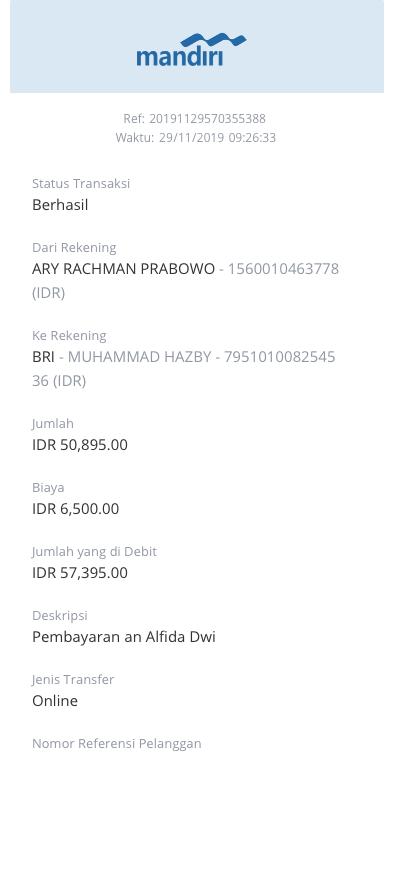 mandiri
Ref: 20191129570355388
Waktu: 29/11/2019 09:26:33
Status Transaksi
Berhasil
Dari Rekening
ARY RACHMAN PRABOWO - 1560010463778
(IDR)
Ke Rekening
BRI - MUHAMMAD HAZBY - 7951010082545
36 (IDR)
Jumlah
IDR 50,895.00
Biaya
IDR 6,500.00
Jumlah yang di Debit
IDR 57,395.00
Deskripsi
Pembayaran an Alfida Dwi
Jenis Transfer
Online
Nomor Referensi Pelanggan